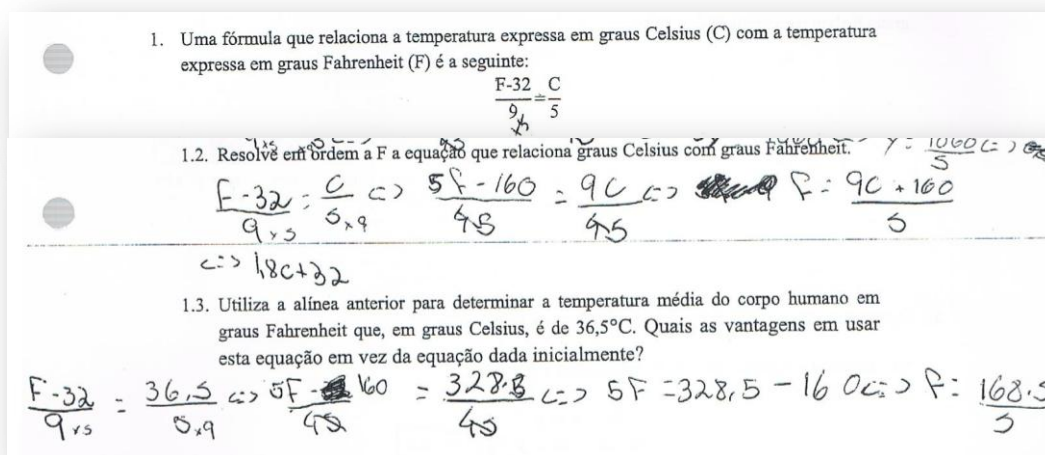 1. Uma fórmula que relaciona a temperatura expressa em graus Celsius (C) com a temperatura
expressa em graus Fahrenheit (F) é a seguinte:
F-32/9 = C/5
1.2. Resolve em ordem a F a equação que relaciona graus Celsius com graus Fahrenheit. y = 1060/5 <=>
F-32/9×5 = C/5×9 <=> 5F-160/45 = 9C/45 <=> F = 9C+160/5
<=> 1,8C+32
1.3. Utiliza a alínea anterior para determinar a temperatura média do corpo humano em
graus Fahrenheit que, em graus Celsius, é de 36,5°C. Quais as vantagens em usar
esta equação em vez da equação dada inicialmente?
F-32/9×5 = 36,5/5×9 <=> 5F-160/45 = 328.5/45 <=> 5F = 328,5 - 160 <=> F = 168.5/5